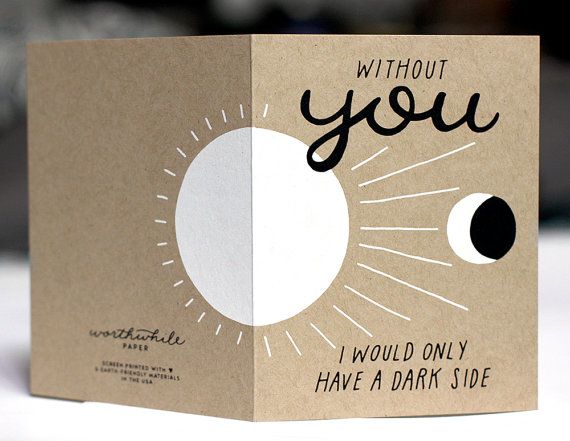 WITHOUT
you
I WOULD ONLY
HAVE A DARK SIDE
worthwhile
PAPER
SCREEN PRINTED WITH ♥
& EARTH-FRIENDLY MATERIALS
IN THE USA